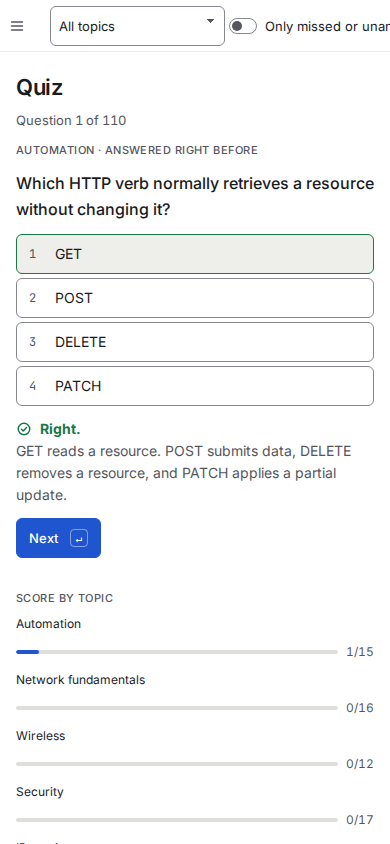 All topics
Only missed or unan
Quiz
Question 1 of 110
AUTOMATION · ANSWERED RIGHT BEFORE
Which HTTP verb normally retrieves a resource
without changing it?
1 GET
2 POST
3 DELETE
4 PATCH
Right.
GET reads a resource. POST submits data, DELETE
removes a resource, and PATCH applies a partial
update.
Next ↵
SCORE BY TOPIC
Automation
1/15
Network fundamentals
0/16
Wireless
0/12
Security
0/17